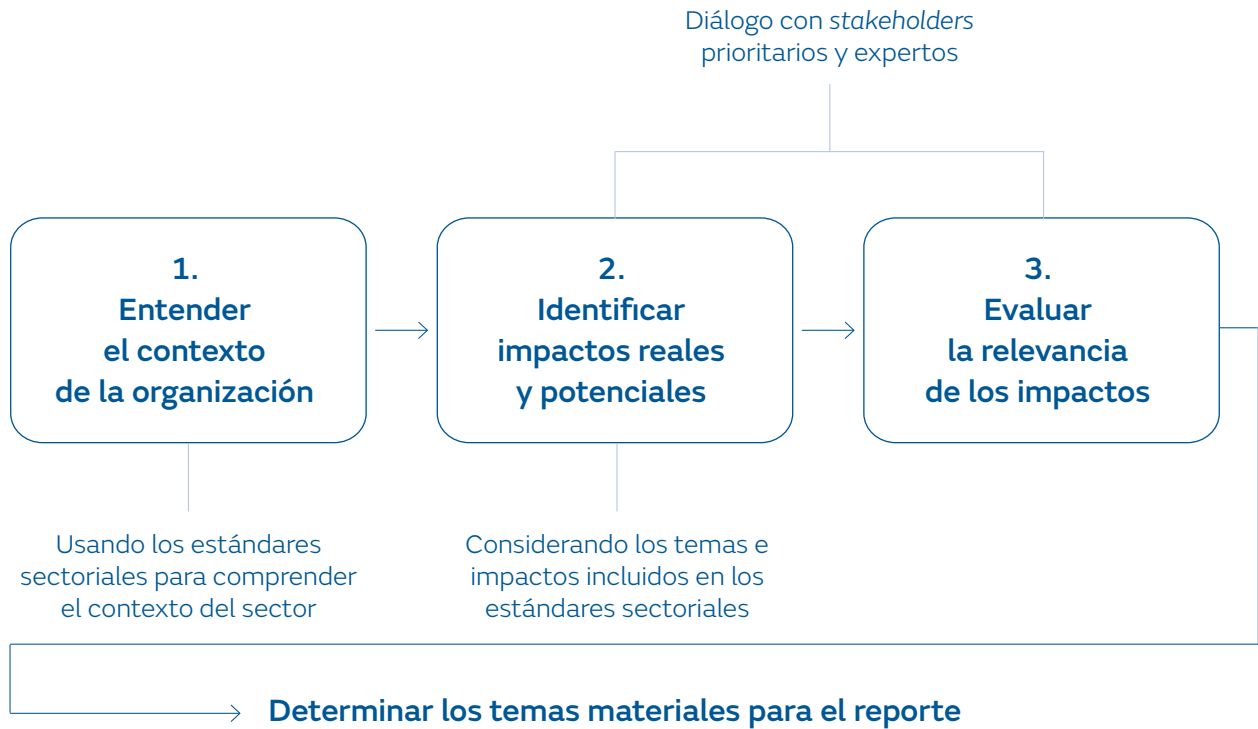 Diálogo con stakeholders
prioritarios y expertos
1.
Entender
el contexto
de la organización
2.
Identificar
impactos reales
y potenciales
3.
Evaluar
la relevancia
de los impactos
Usando los estándares
sectoriales para comprender
el contexto del sector
Considerando los temas e
impactos incluidos en los
estándares sectoriales
Determinar los temas materiales para el reporte